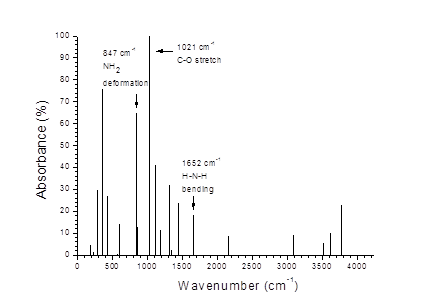 100
90
80
70
60
50
40
30
20
10
0
Absorbance (%)
847 cm⁻¹
NH₂
deformation
1021 cm⁻¹
C-O stretch
1652 cm⁻¹
H-N-H
bending
0 500 1000 1500 2000 2500 3000 3500 4000
Wavenumber (cm⁻¹)